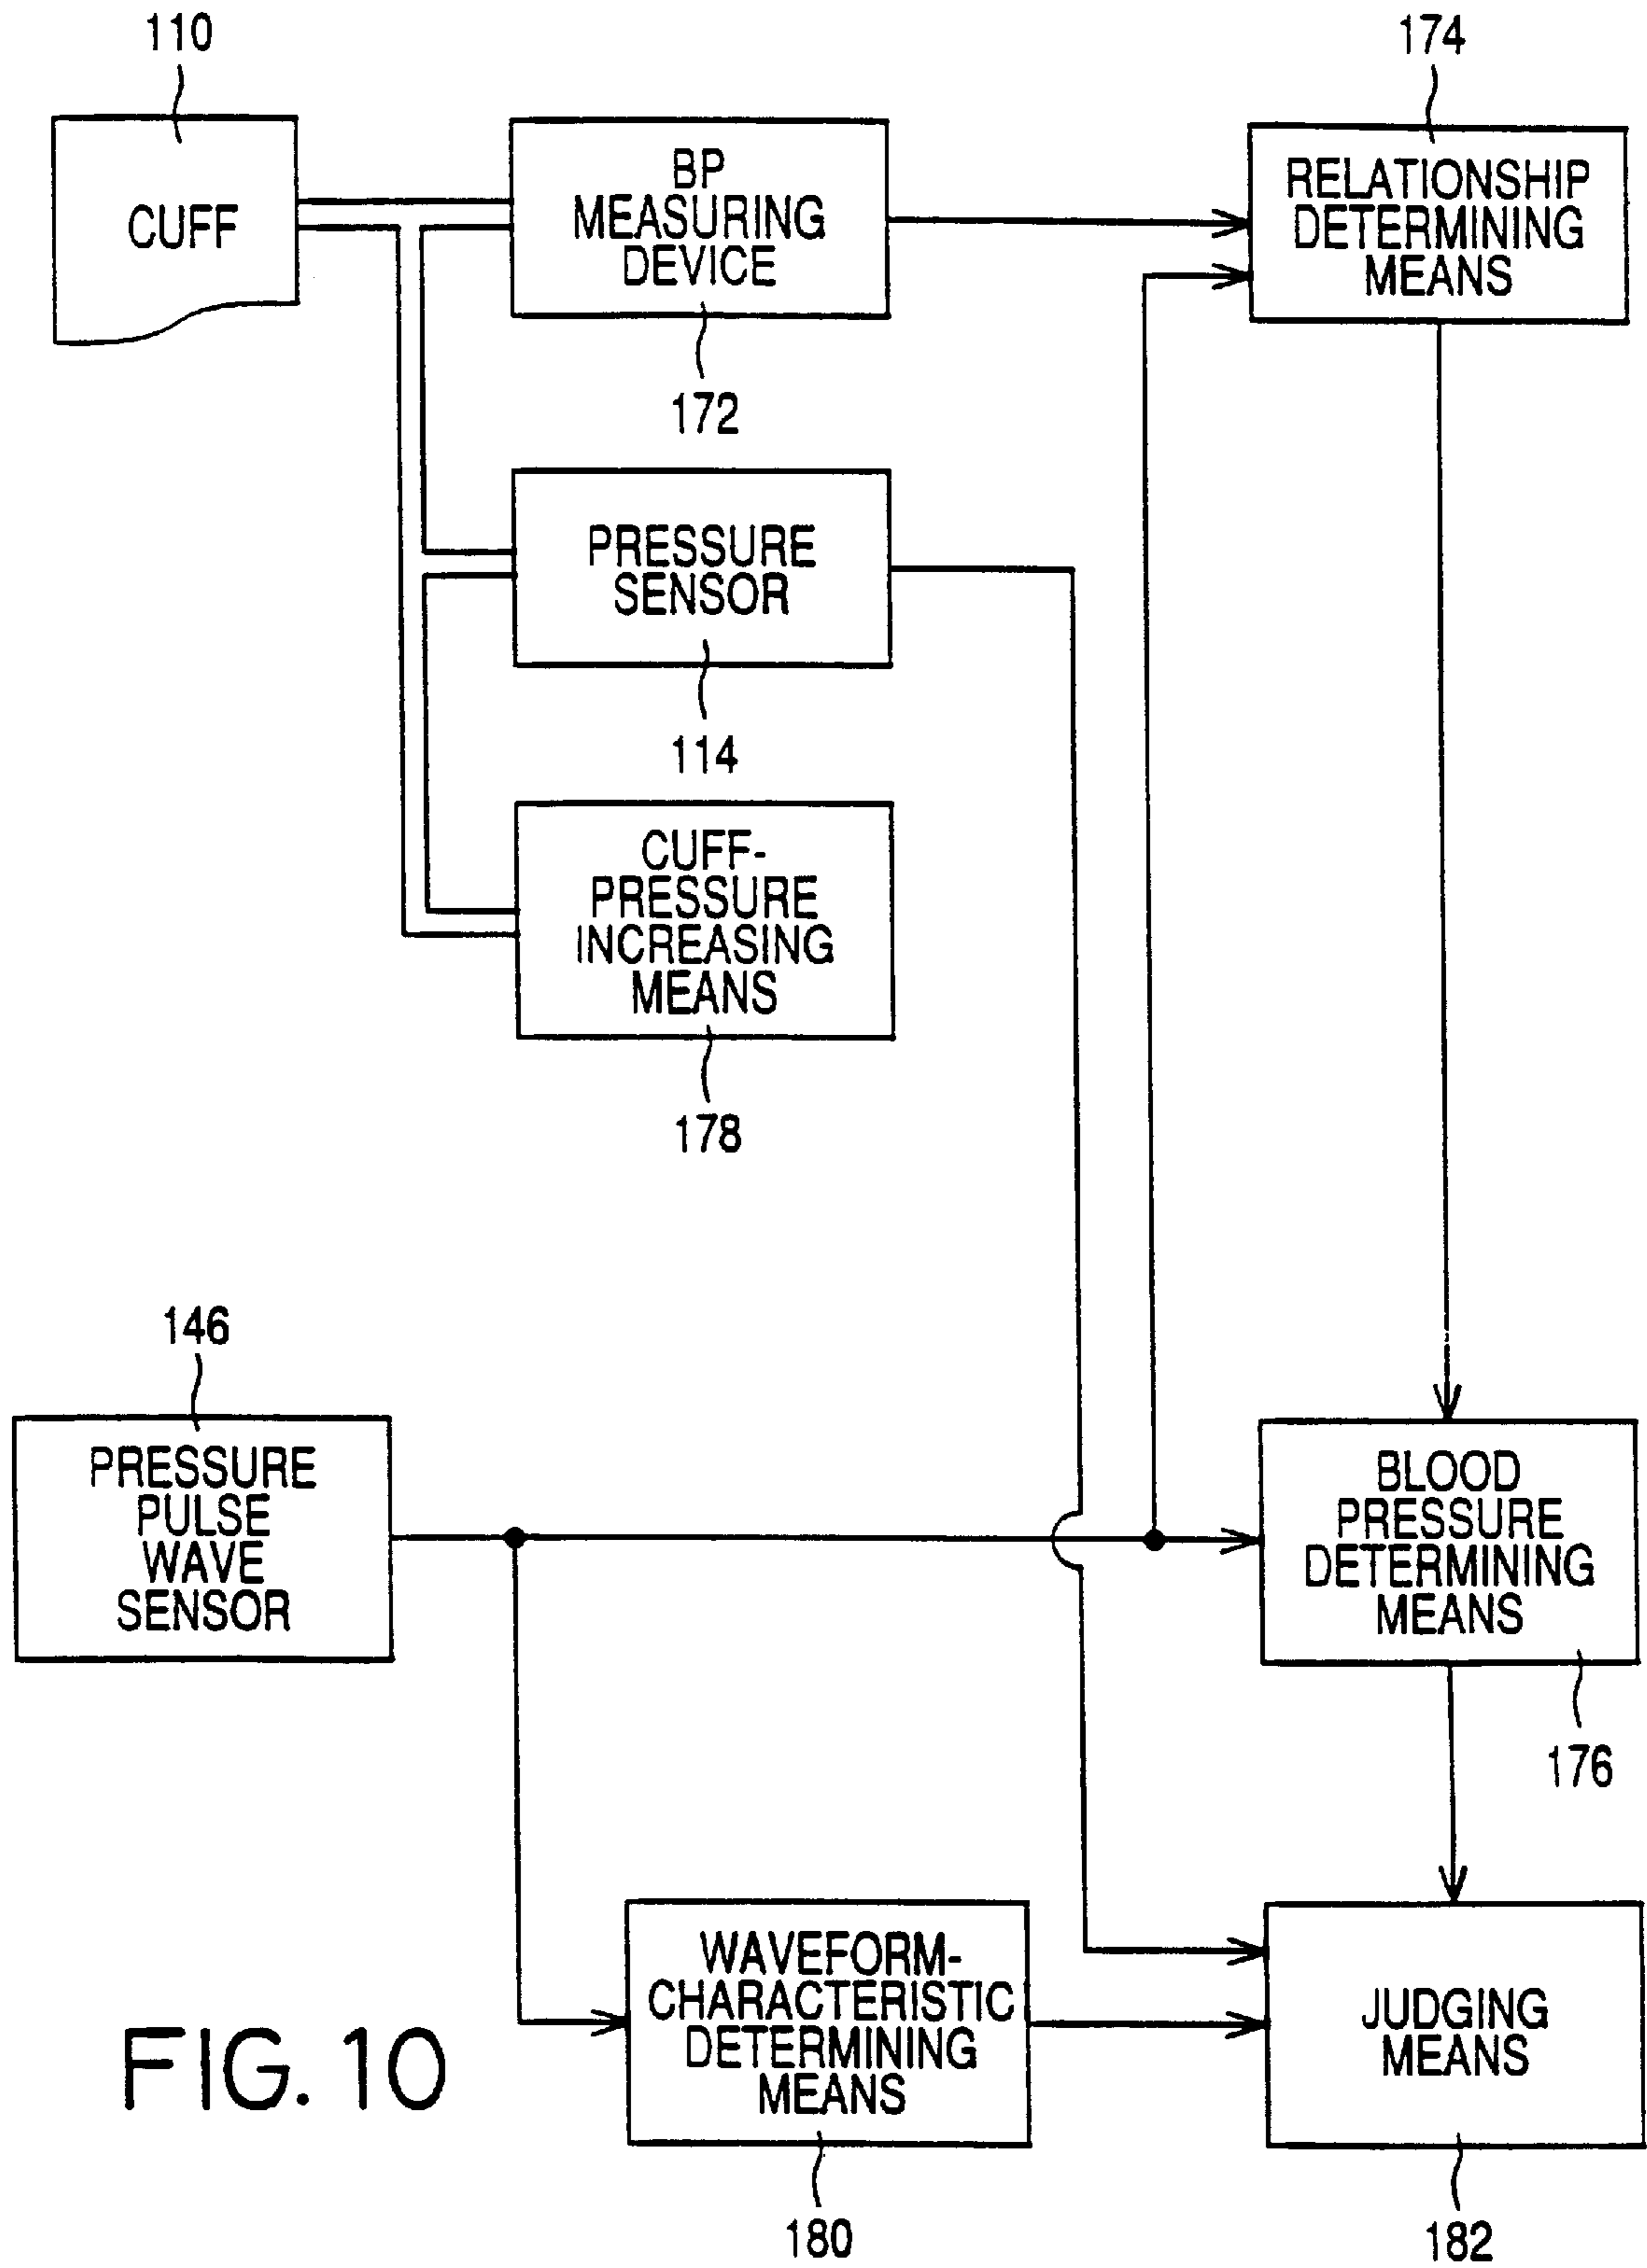 110
174
CUFF
BP
MEASURING
DEVICE
RELATIONSHIP
DETERMINING
MEANS
172
PRESSURE
SENSOR
114
CUFF-
PRESSURE
INCREASING
MEANS
178
146
PRESSURE
PULSE
WAVE
SENSOR
BLOOD
PRESSURE
DETERMINING
MEANS
176
WAVEFORM-
CHARACTERISTIC
DETERMINING
MEANS
JUDGING
MEANS
FIG. 10
180
182